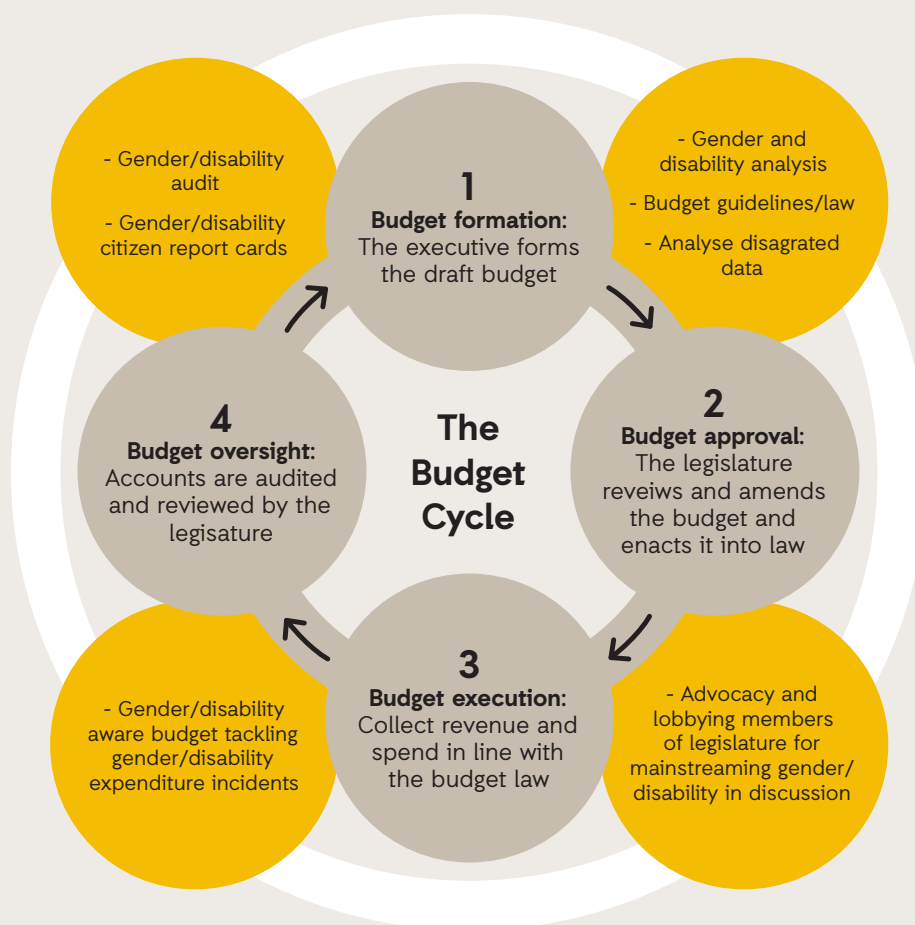 The
Budget
Cycle
1
Budget formation:
The executive forms
the draft budget
- Gender and
disability analysis
- Budget guidelines/law
- Analyse disagrated
data
2
Budget approval:
The legislature
reveiws and amends
the budget and
enacts it into law
- Advocacy and
lobbying members
of legislature for
mainstreaming gender/
disability in discussion
3
Budget execution:
Collect revenue and
spend in line with
the budget law
- Gender/disability
aware budget tackling
gender/disability
expenditure incidents
4
Budget oversight:
Accounts are audited
and reviewed by the
legisature
- Gender/disability
audit
- Gender/disability
citizen report cards